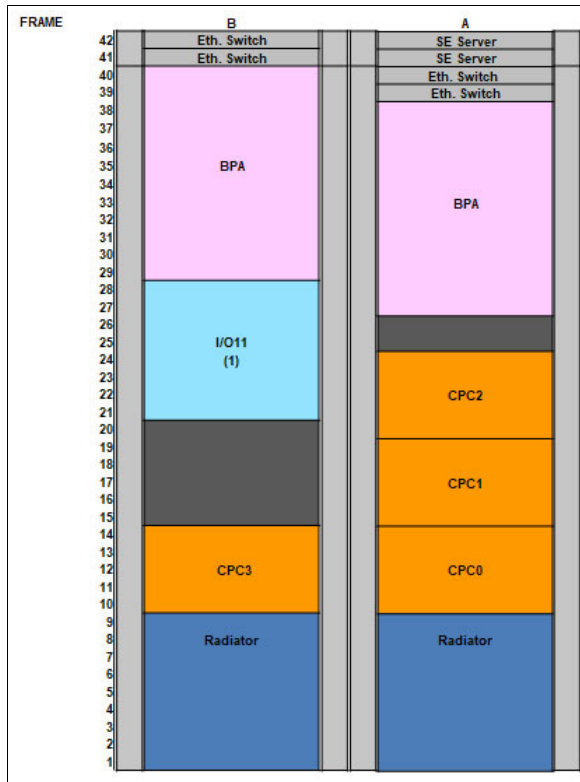 FRAME B A
42 Eth. Switch SE Server
41 Eth. Switch SE Server
40 Eth. Switch
39 Eth. Switch
38
37
36
35 BPA
34
33 BPA
32
31
30
29
28
27
26
25 I/O11
24 (1)
23
22 CPC2
21
20
19
18
17 CPC1
16
15
14
13
12 CPC3 CPC0
11
10
9
8 Radiator Radiator
7
6
5
4
3
2
1